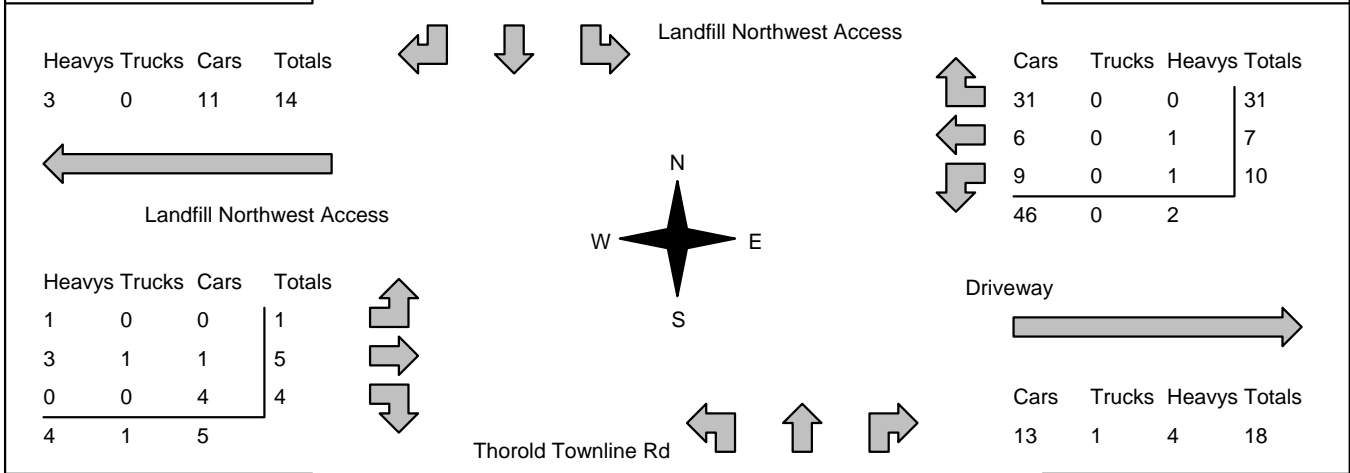 Landfill Northwest Access
Heavys Trucks Cars Totals
3 0 11 14
Cars Trucks Heavys Totals
31 0 0 31
6 0 1 7
9 0 1 10
46 0 2
N
W E
S
Landfill Northwest Access
Heavys Trucks Cars Totals
1 0 0 1
3 1 1 5
0 0 4 4
4 1 5
Driveway
Cars Trucks Heavys Totals
13 1 4 18
Thorold Townline Rd